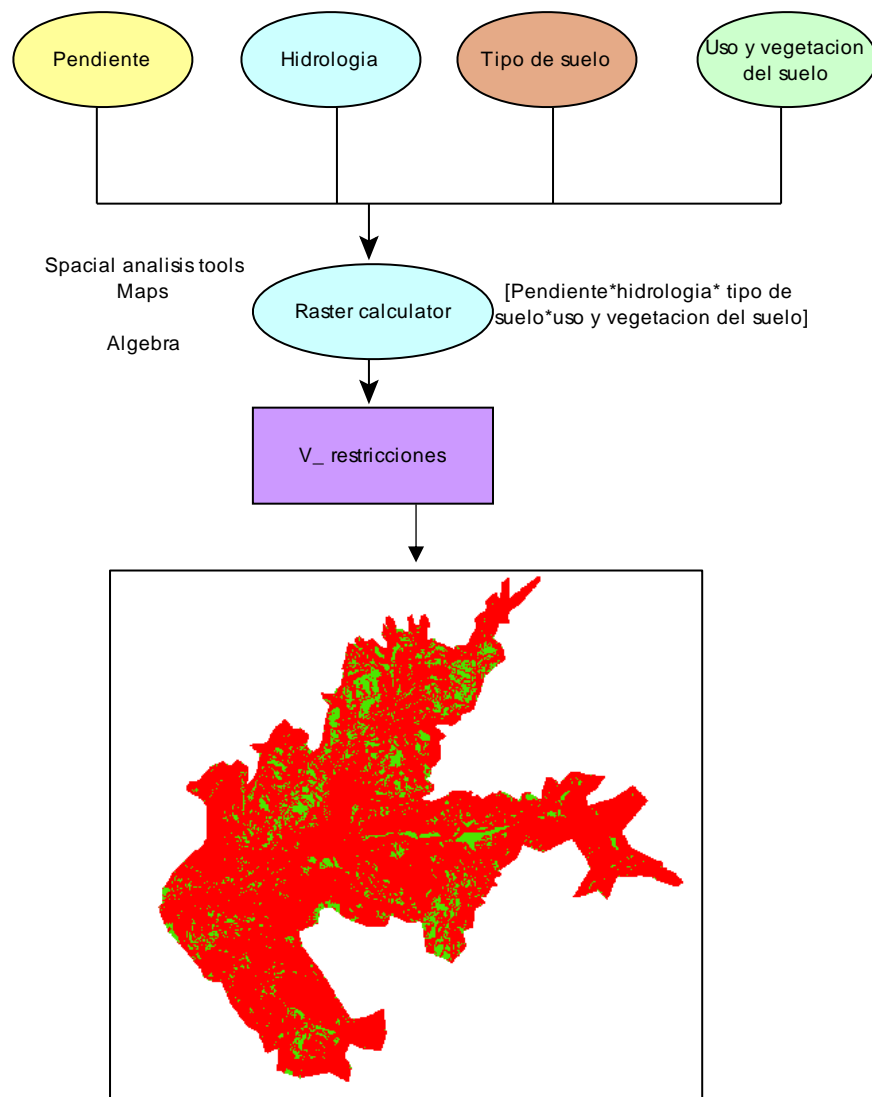 Pendiente
Hidrologia
Tipo de suelo
Uso y vegetacion
del suelo
Spacial analisis tools
Maps
Algebra
Raster calculator
[Pendiente*hidrologia* tipo de
suelo*uso y vegetacion del suelo]
V_ restricciones